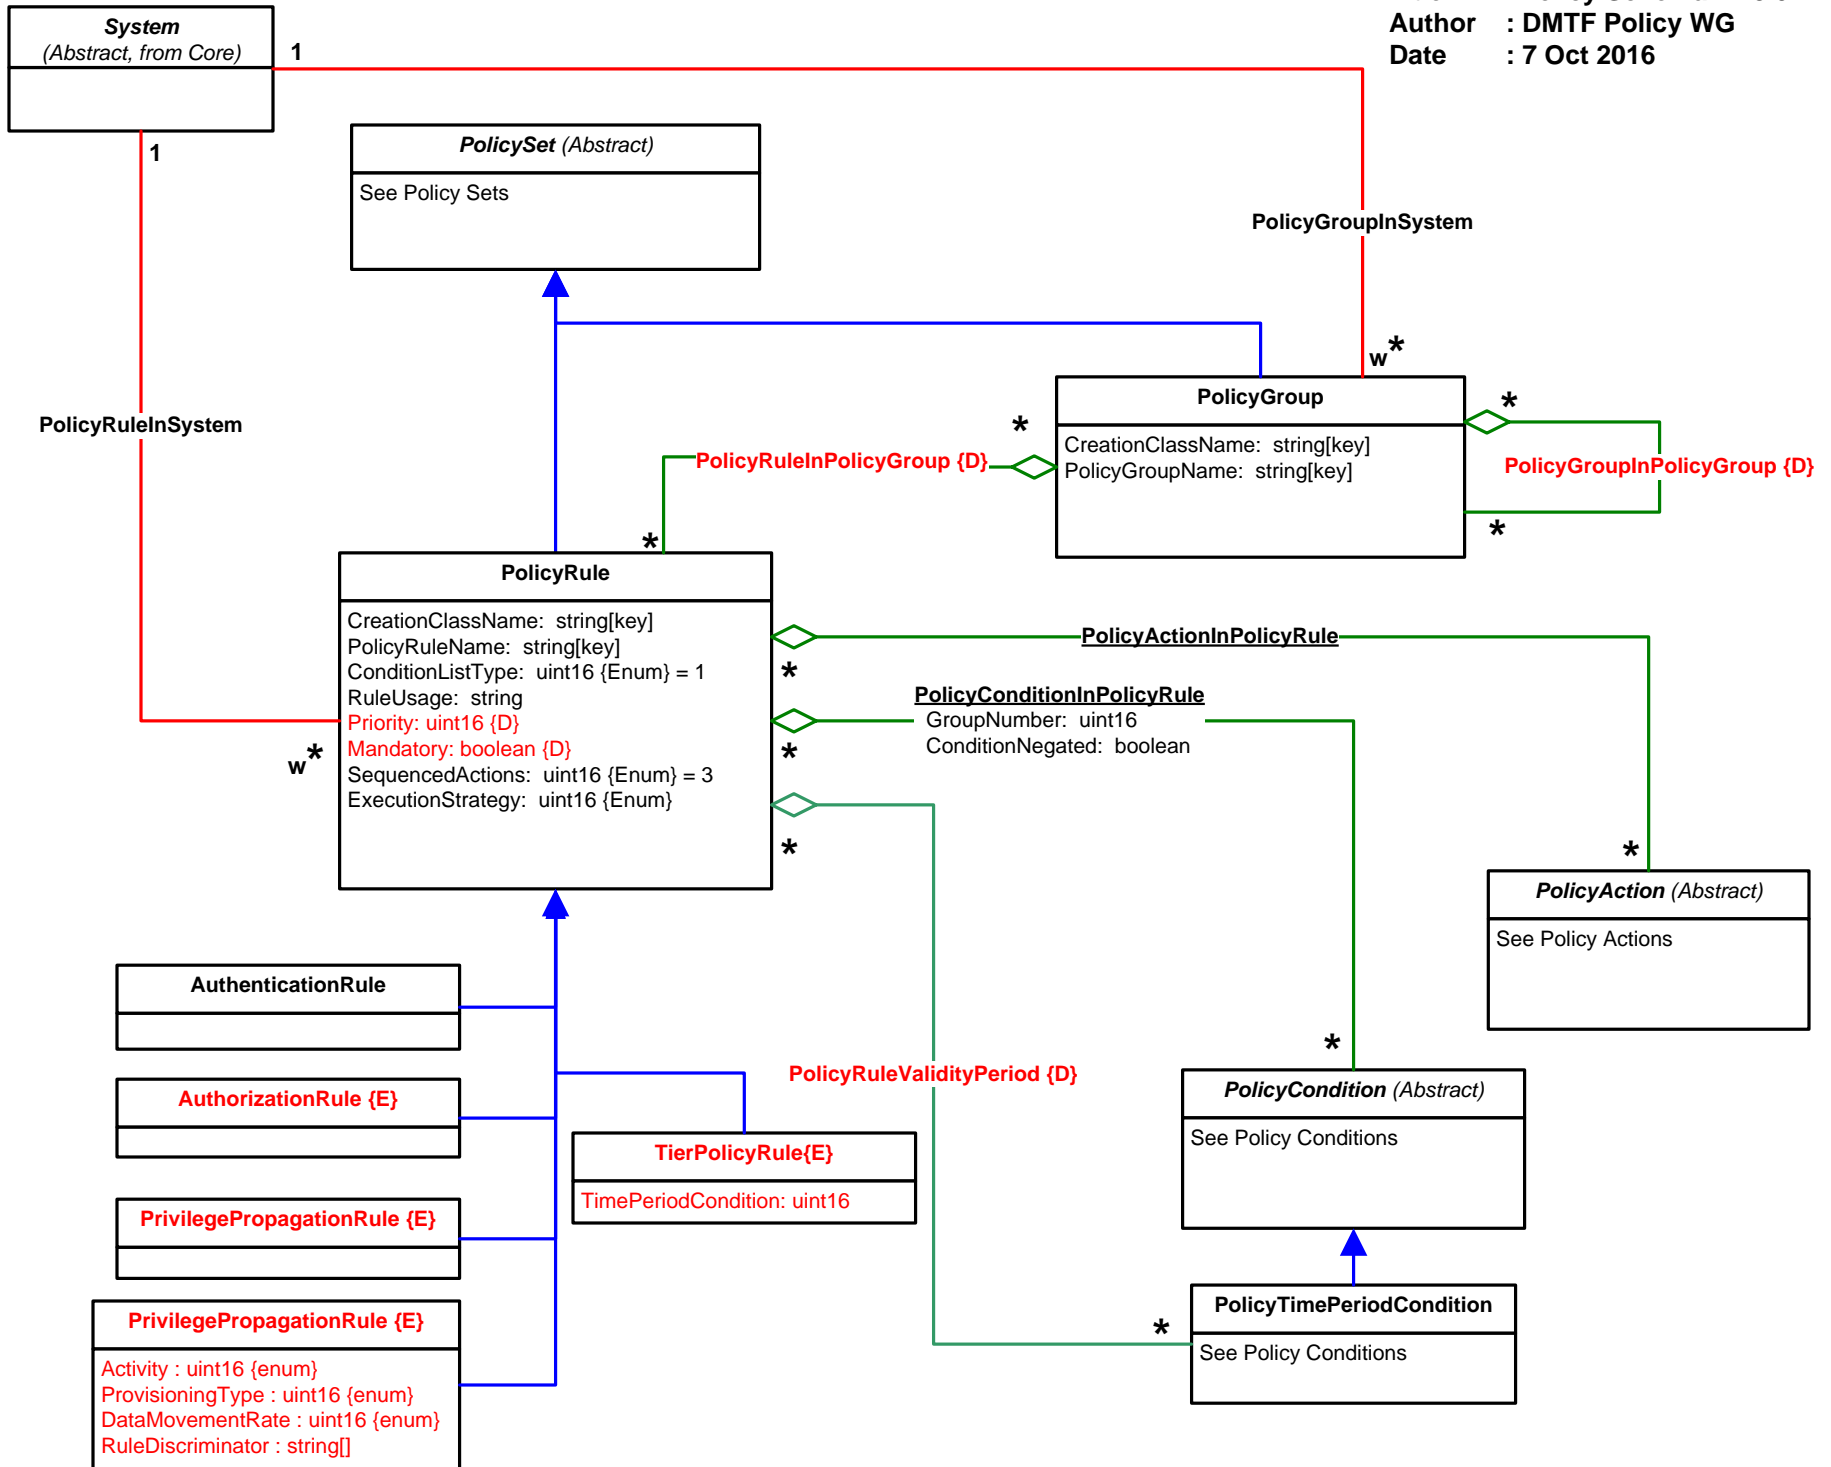 System
(Abstract, from Core)
1
Author : DMTF Policy WG
Date : 7 Oct 2016
1
PolicySet (Abstract)
See Policy Sets
PolicyGroupInSystem
w*
PolicyGroup
CreationClassName: string[key]
PolicyGroupName: string[key]
*
*
PolicyGroupInPolicyGroup {D}
*
PolicyRuleInPolicyGroup {D}
*
PolicyRuleInSystem
w*
PolicyRule
CreationClassName: string[key]
PolicyRuleName: string[key]
ConditionListType: uint16 {Enum} = 1
RuleUsage: string
Priority: uint16 {D}
Mandatory: boolean {D}
SequencedActions: uint16 {Enum} = 3
ExecutionStrategy: uint16 {Enum}
PolicyActionInPolicyRule
*
PolicyConditionInPolicyRule
GroupNumber: uint16
ConditionNegated: boolean
*
*
*
PolicyAction (Abstract)
See Policy Actions
AuthenticationRule
AuthorizationRule {E}
PrivilegePropagationRule {E}
PrivilegePropagationRule {E}
Activity : uint16 {enum}
ProvisioningType : uint16 {enum}
DataMovementRate : uint16 {enum}
RuleDiscriminator : string[]
TierPolicyRule{E}
TimePeriodCondition: uint16
PolicyRuleValidityPeriod {D}
*
PolicyCondition (Abstract)
See Policy Conditions
*
PolicyTimePeriodCondition
See Policy Conditions